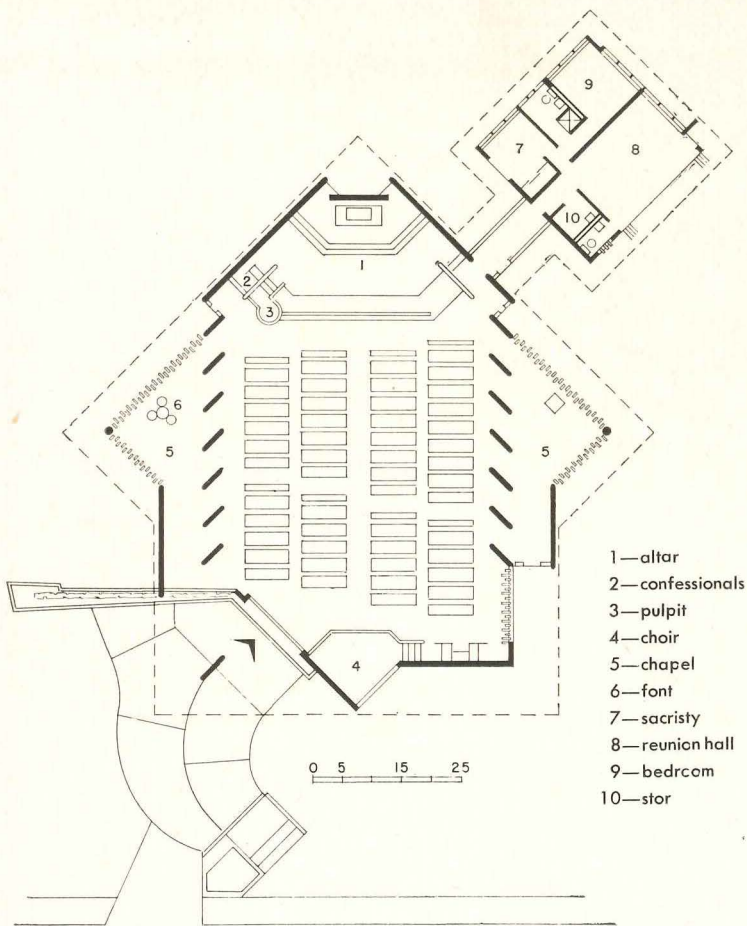 9
7
8
10
1
2
3
6
5
5
4
0 5 15 25
1—altar
2—confessionals
3—pulpit
4—choir
5—chapel
6—font
7—sacristy
8—reunion hall
9—bedrcom
10—stor